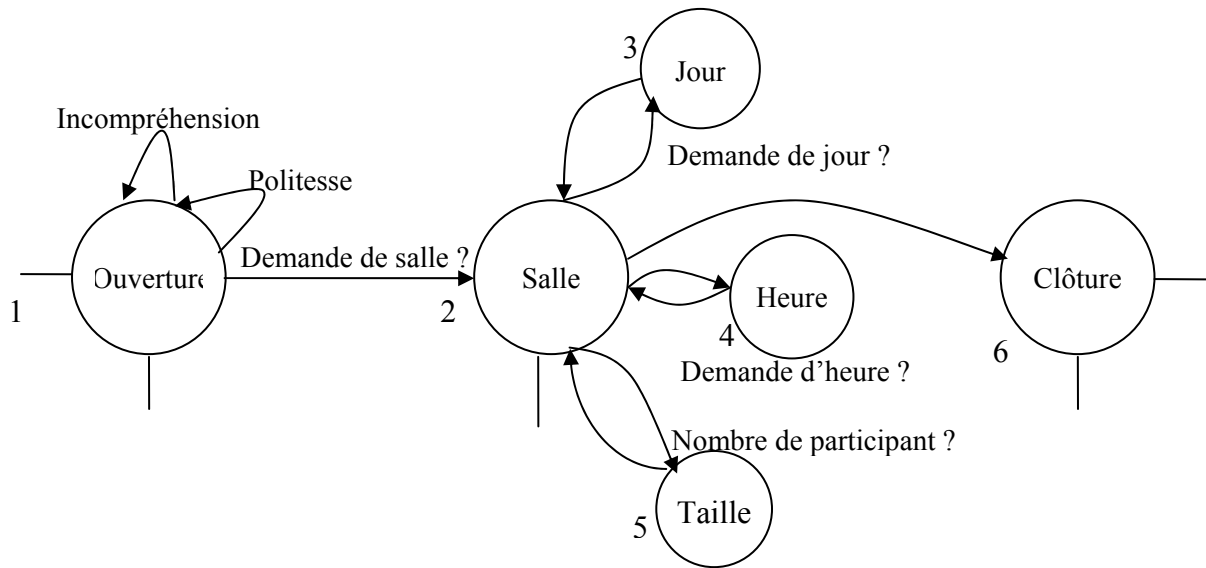 3
Jour
Incompréhension
Demande de jour ?
Politesse
Demande de salle ?
Ouverture
Salle
Heure
Clôture
1
2
4
6
Demande d’heure ?
Nombre de participant ?
Taille
5